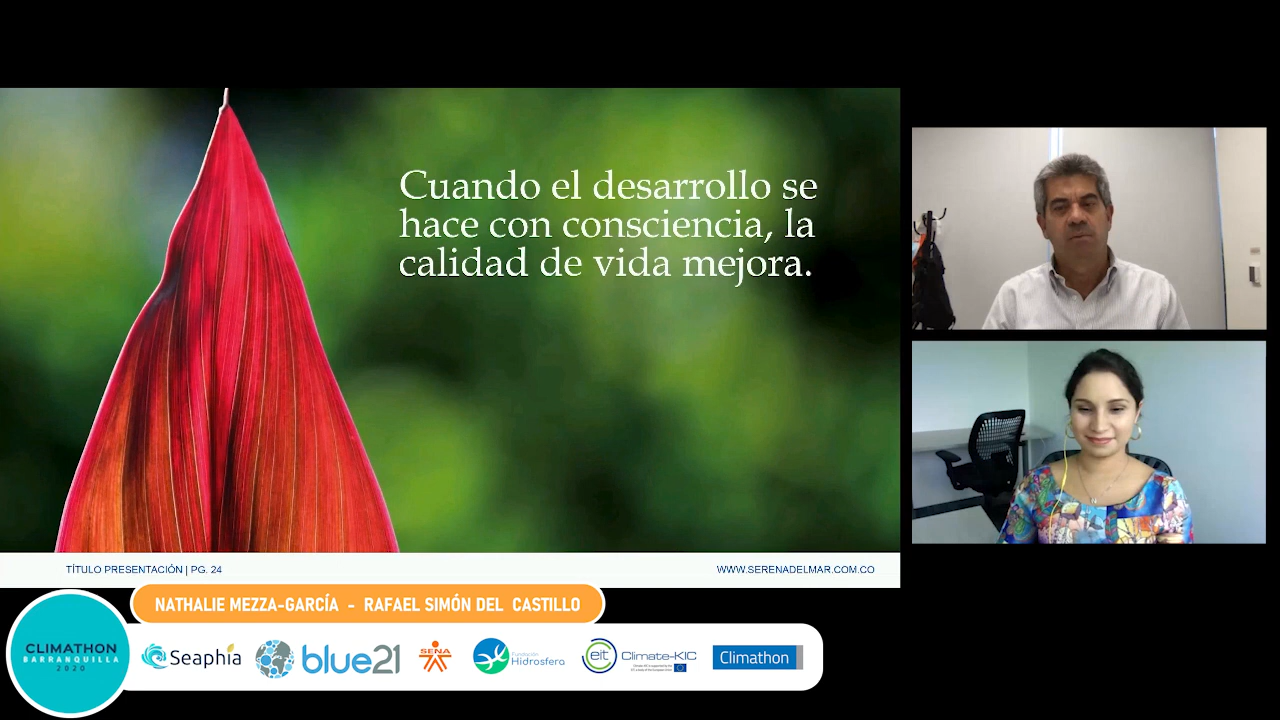 Cuando el desarrollo se
hace con consciencia, la
calidad de vida mejora.
TÍTULO PRESENTACIÓN | PG. 24
WWW.SERENADELMAR.COM.CO
NATHALIE MEZZA-GARCÍA - RAFAEL SIMÓN DEL CASTILLO
CLIMATHON
BARRANQUILLA
2020
Seaphia
blue21
SENA
Fundación
Hidrosfera
eit
Climate-KIC
Climathon